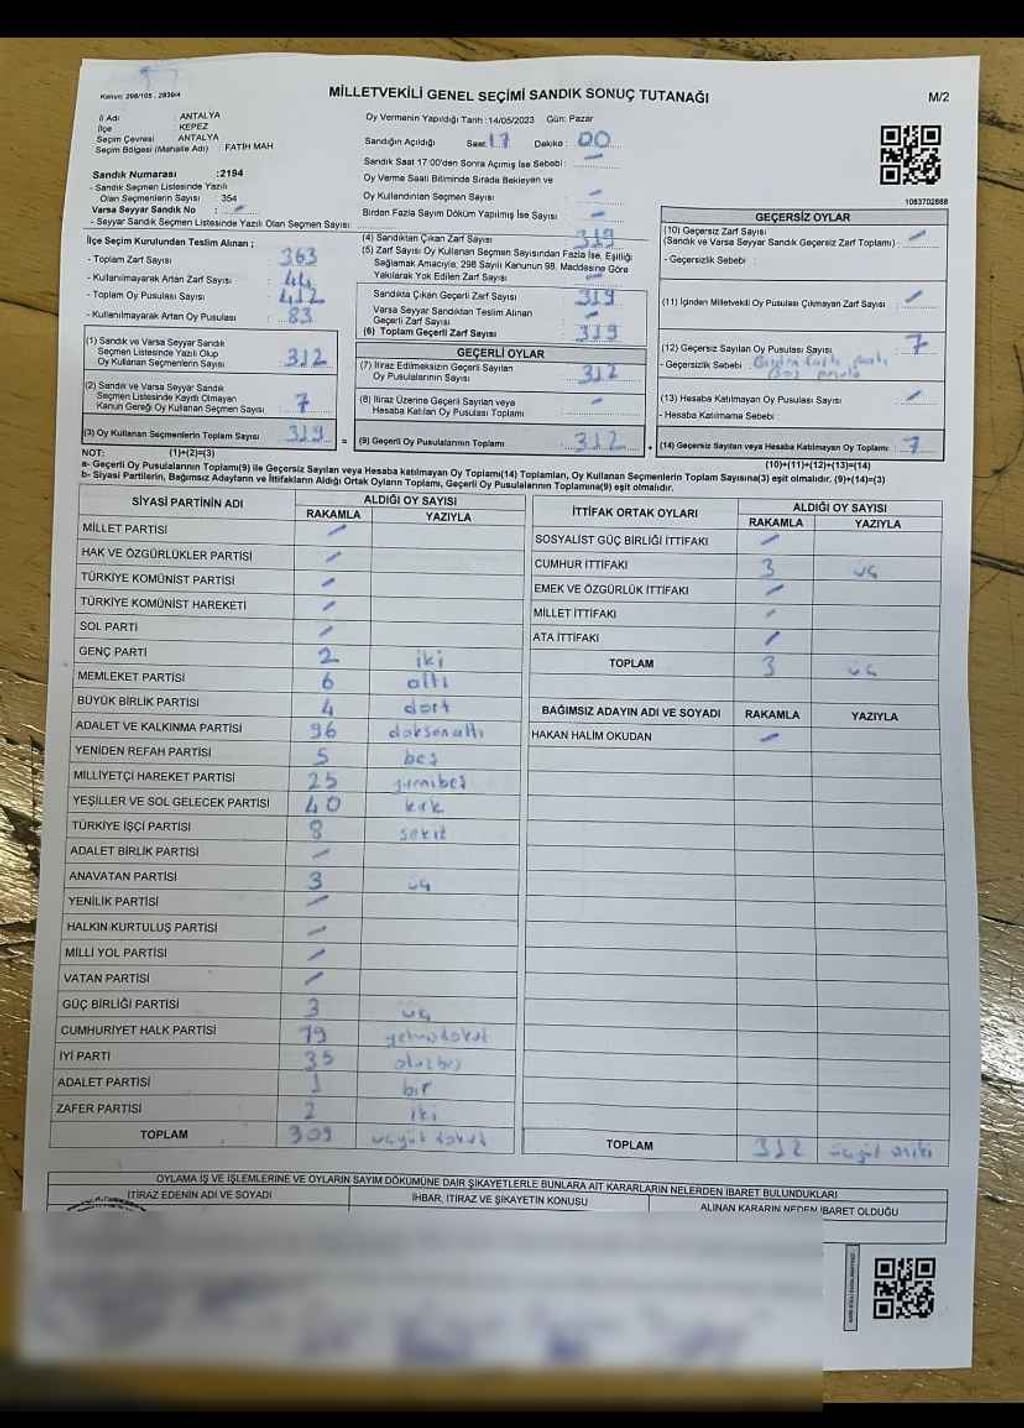 Kanun: 298/105 , 2839/4
MİLLETVEKİLİ GENEL SEÇİMİ SANDIK SONUÇ TUTANAĞI
M/2
İl Adı : ANTALYA
İlçe : KEPEZ
Seçim Çevresi : ANTALYA
Seçim Bölgesi (Mahalle Adı) : FATİH MAH
Sandık Numarası :2194
- Sandık Seçmen Listesinde Yazılı
Olan Seçmenlerin Sayısı : 354
Varsa Seyyar Sandık No : -
- Seyyar Sandık Seçmen Listesinde Yazılı Olan Seçmen Sayısı:
Oy Vermenin Yapıldığı Tarih :14/05/2023 Gün: Pazar
Sandığın Açıldığı Saat: 17 Dakika : 00
Sandık Saat 17:00'den Sonra Açımış İse Sebebi : -
Oy Verme Saati Bitiminde Sırada Bekleyen ve
Oy Kullandırılan Seçmen Sayısı : -
Birden Fazla Sayım Döküm Yapılmış İse Sayısı : -
1083702668
İlçe Seçim Kurulundan Teslim Alınan ;
- Toplam Zarf Sayısı : 363
- Kullanılmayarak Artan Zarf Sayısı : 44
- Toplam Oy Pusulası Sayısı : 412
- Kullanılmayarak Artan Oy Pusulası : 83
(1) Sandık ve Varsa Seyyar Sandık
Seçmen Listesinde Yazılı Olup
Oy Kullanan Seçmenlerin Sayısı : 312
(2) Sandık ve Varsa Seyyar Sandık
Seçmen Listesinde Kaydı Olmayan
Kanun Gereği Oy Kullanan Seçmen Sayısı : 7
(3) Oy Kullanan Seçmenlerin Toplam Sayısı : 319
(4) Sandıktan Çıkan Zarf Sayısı : 319
(5) Zarf Sayısı Oy Kullanan Seçmen Sayısından Fazla İse, Eşitliği
Sağlamak Amacıyla; 298 Sayılı Kanunun 98. Maddesine Göre
Yakılarak Yok Edilen Zarf Sayısı : -
Sandıkta Çıkan Geçerli Zarf Sayısı : 319
Varsa Seyyar Sandıktan Teslim Alınan
Geçerli Zarf Sayısı : -
(6) Toplam Geçerli Zarf Sayısı : 319
GEÇERLİ OYLAR
(7) İtiraz Edilmeksizin Geçerli Sayılan
Oy Pusulalarının Sayısı : 312
(8) İtiraz Üzerine Geçerli Sayılan veya
Hesaba Katılan Oy Pusulası Toplamı : -
= (9) Geçerli Oy Pusulalarının Toplamı : 312
GEÇERSİZ OYLAR
(10) Geçersiz Zarf Sayısı
(Sandık ve Varsa Seyyar Sandık Geçersiz Zarf Toplamı) : -
- Geçersizlik Sebebi :
(11) İçinden Milletvekili Oy Pusulası Çıkmayan Zarf Sayısı : -
(12) Geçersiz Sayılan Oy Pusulası Sayısı : 7
- Geçersizlik Sebebi : Birden fazla parti
(13) Hesaba Katılmayan Oy Pusulası Sayısı : -
- Hesaba Katılmama Sebebi :
+ (14) Geçersiz Sayılan veya Hesaba Katılmayan Oy Toplamı : 7
NOT: (1)+(2)=(3) (10)+(11)+(12)+(13)=(14)
a- Geçerli Oy Pusulalarının Toplamı(9) ile Geçersiz Sayılan veya Hesaba katılmayan Oy Toplamı(14) Toplamları, Oy Kullanan Seçmenlerin Toplam Sayısına(3) eşit olmalıdır. (9)+(14)=(3)
b- Siyasi Partilerin, Bağımsız Adayların ve İttifakların Aldığı Ortak Oyların Toplamı, Geçerli Oy Pusulalarının Toplamına(9) eşit olmalıdır.
SİYASİ PARTİNİN ADI ALDIĞI OY SAYISI
RAKAMLA YAZIYLA
MİLLET PARTİSİ -
HAK VE ÖZGÜRLÜKLER PARTİSİ -
TÜRKİYE KOMÜNİST PARTİSİ -
TÜRKİYE KOMÜNİST HAREKETİ -
SOL PARTİ -
GENÇ PARTİ 2 iki
MEMLEKET PARTİSİ 6 altı
BÜYÜK BİRLİK PARTİSİ 4 dört
ADALET VE KALKINMA PARTİSİ 96 doksanaltı
YENİDEN REFAH PARTİSİ 5 beş
MİLLİYETÇİ HAREKET PARTİSİ 25 yirmibeş
YEŞİLLER VE SOL GELECEK PARTİSİ 40 kırk
TÜRKİYE İŞÇİ PARTİSİ 8 sekiz
ADALET BİRLİK PARTİSİ -
ANAVATAN PARTİSİ 3 üç
YENİLİK PARTİSİ -
HALKIN KURTULUŞ PARTİSİ -
MİLLİ YOL PARTİSİ -
VATAN PARTİSİ -
GÜÇ BİRLİĞİ PARTİSİ 3 üç
CUMHURİYET HALK PARTİSİ 79 yetmişdokuz
İYİ PARTİ 35 otuzbeş
ADALET PARTİSİ 1 bir
ZAFER PARTİSİ 2 iki
TOPLAM 309 üçyüz dokuz
İTTİFAK ORTAK OYLARI ALDIĞI OY SAYISI
RAKAMLA YAZIYLA
SOSYALİST GÜÇ BİRLİĞİ İTTİFAKI -
CUMHUR İTTİFAKI 3 üç
EMEK VE ÖZGÜRLÜK İTTİFAKI -
MİLLET İTTİFAKI -
ATA İTTİFAKI -
TOPLAM 3 üç
BAĞIMSIZ ADAYIN ADI VE SOYADI RAKAMLA YAZIYLA
HAKAN HALİM OKUDAN -
TOPLAM 312 üçyüz oniki
OYLAMA İŞ VE İŞLEMLERİNE VE OYLARIN SAYIM DÖKÜMÜNE DAİR ŞİKAYETLERLE BUNLARA AİT KARARLARIN NELERDEN İBARET BULUNDUKLARI
İTİRAZ EDENİN ADI VE SOYADI İHBAR, İTİRAZ VE ŞİKAYETİN KONUSU ALINAN KARARIN NEDEN İBARET OLDUĞU